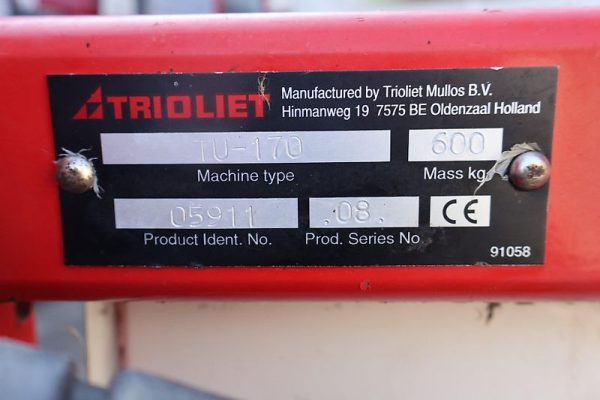 TRIOLIET
Manufactured by Trioliet Mullos B.V.
Hinmanweg 19 7575 BE Oldenzaal Holland
TU-170
600
Machine type
Mass kg.
05911
.08.
CE
Product Ident. No.
Prod. Series No.
91058